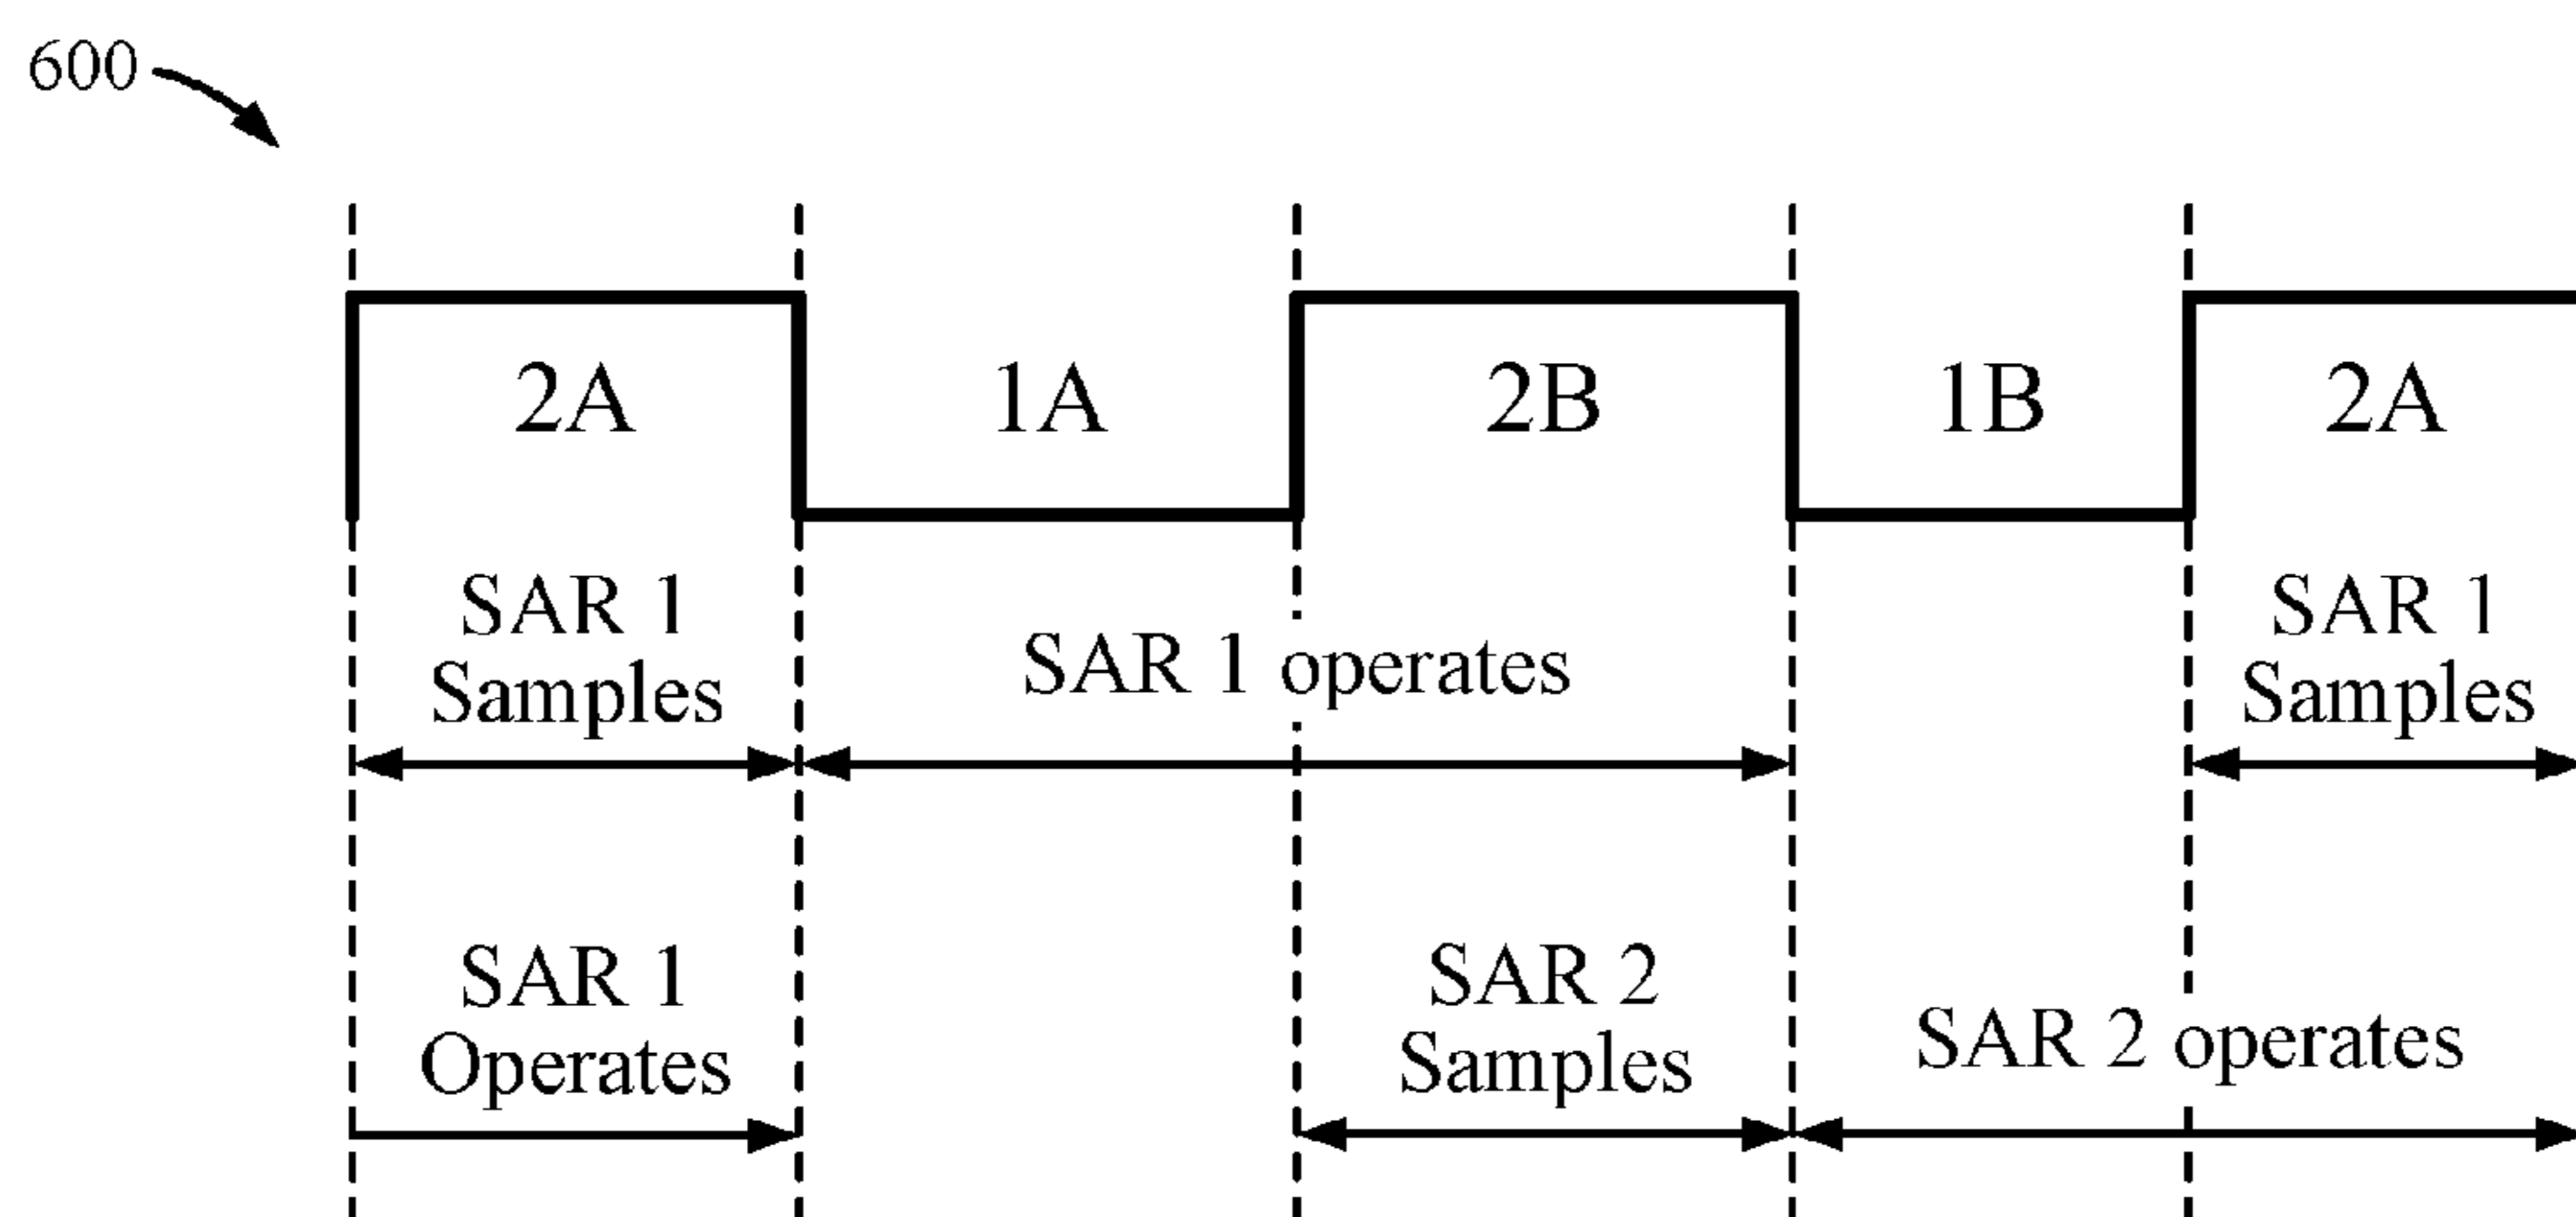 600
2A
1A
2B
1B
2A
SAR 1
Samples
SAR 1 operates
SAR 1
Samples
SAR 1
Operates
SAR 2
Samples
SAR 2 operates